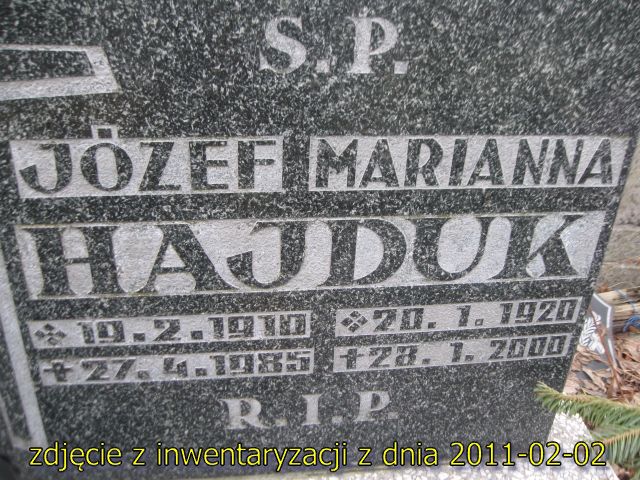 S.P.
JÓZEF MARIANNA
HAJDUK
19.2.1910 20.1.1920
+27.4.1985 +28.1.2000
R.I.P.
zdjęcie z inwentaryzacji z dnia 2011-02-02